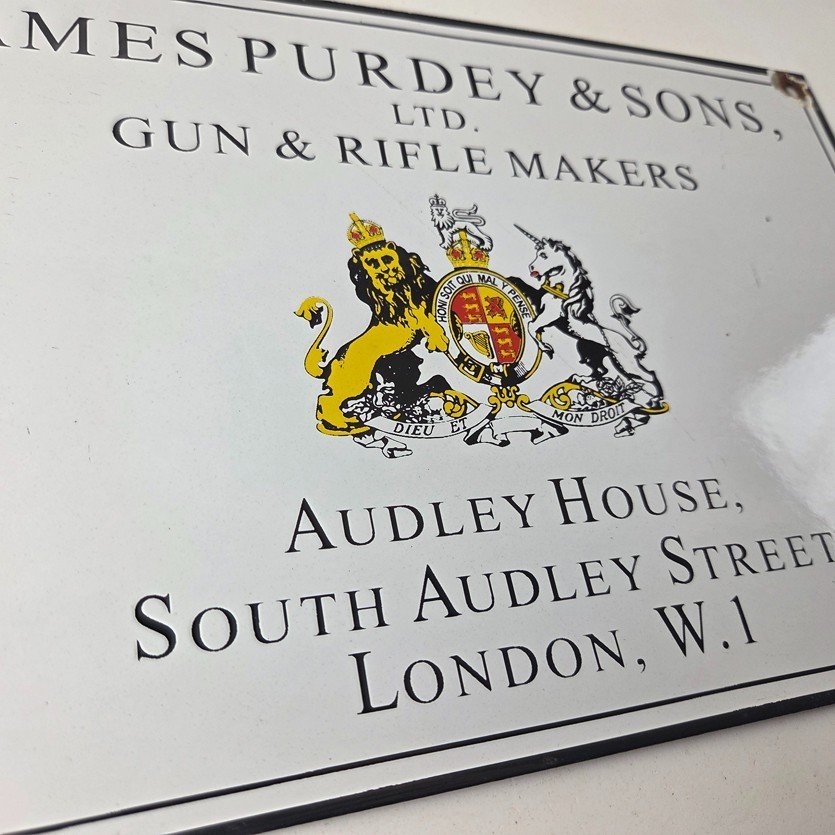 AMES PURDEY & SONS,
LTD.
GUN & RIFLE MAKERS
HONI SOIT QUI MAL Y PENSE
DIEU ET MON DROIT
AUDLEY HOUSE,
SOUTH AUDLEY STREET
LONDON, W.1